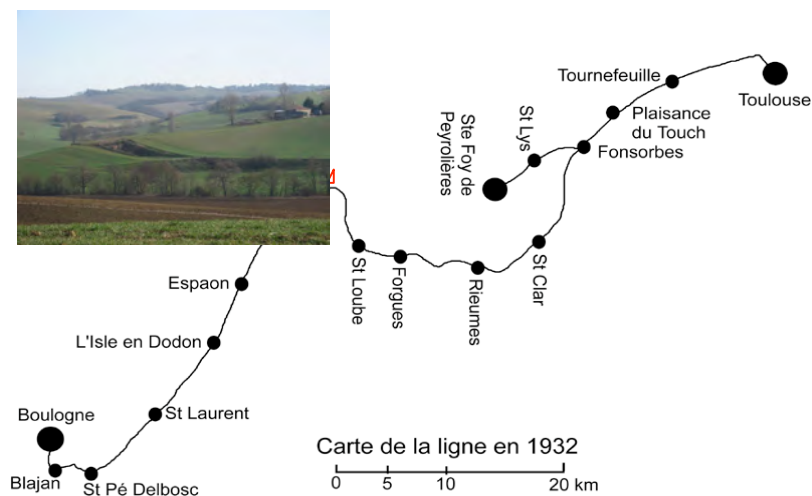 Tournefeuille
Toulouse
Plaisance
du Touch
Fonsorbes
St Lys
Ste Foy de
Peyrolières
St Clar
Rieumes
Forgues
St Loube
Espaon
L'Isle en Dodon
St Laurent
Boulogne
Blajan
St Pé Delbosc
Carte de la ligne en 1932
0 5 10 20 km